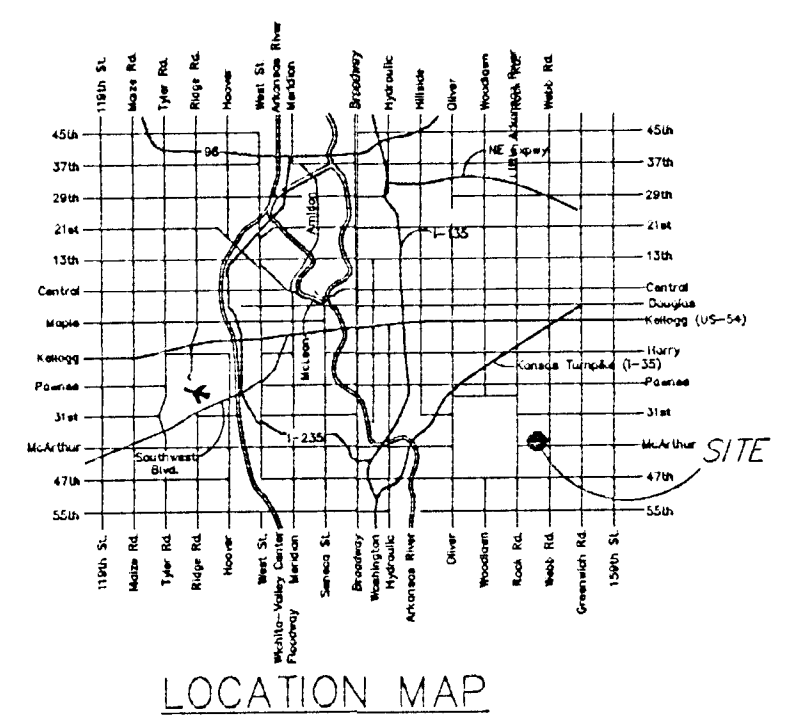 119th St.
Maize Rd.
Tyler Rd.
Ridge Rd.
Hoover
West St.
Arkansas River
Meridian
Broadway
Hydraulic
Hillside
Oliver
Woodlawn
Little Arkansas River
Rock Rd.
Webb Rd.
45th
37th
29th
21st
13th
Central
Maple
Kellogg
Pawnee
31st
McArthur
47th
55th
45th
37th
29th
21st
13th
Central
Douglas
Kellogg (US-54)
Harry
Pawnee
31st
McArthur
47th
55th
96
NE Expwy
Amidon
I-135
McLean
Kansas Turnpike (I-35)
I-235
Southwest
Blvd.
SITE
119th St.
Maize Rd.
Tyler Rd.
Ridge Rd.
Hoover
West St.
Wichita-Valley Center
Floodway
Meridian
Seneca St.
Broadway
Washington
Hydraulic
Arkansas River
Oliver
Woodlawn
Rock Rd.
Webb Rd.
Greenwich Rd.
159th St.
LOCATION MAP